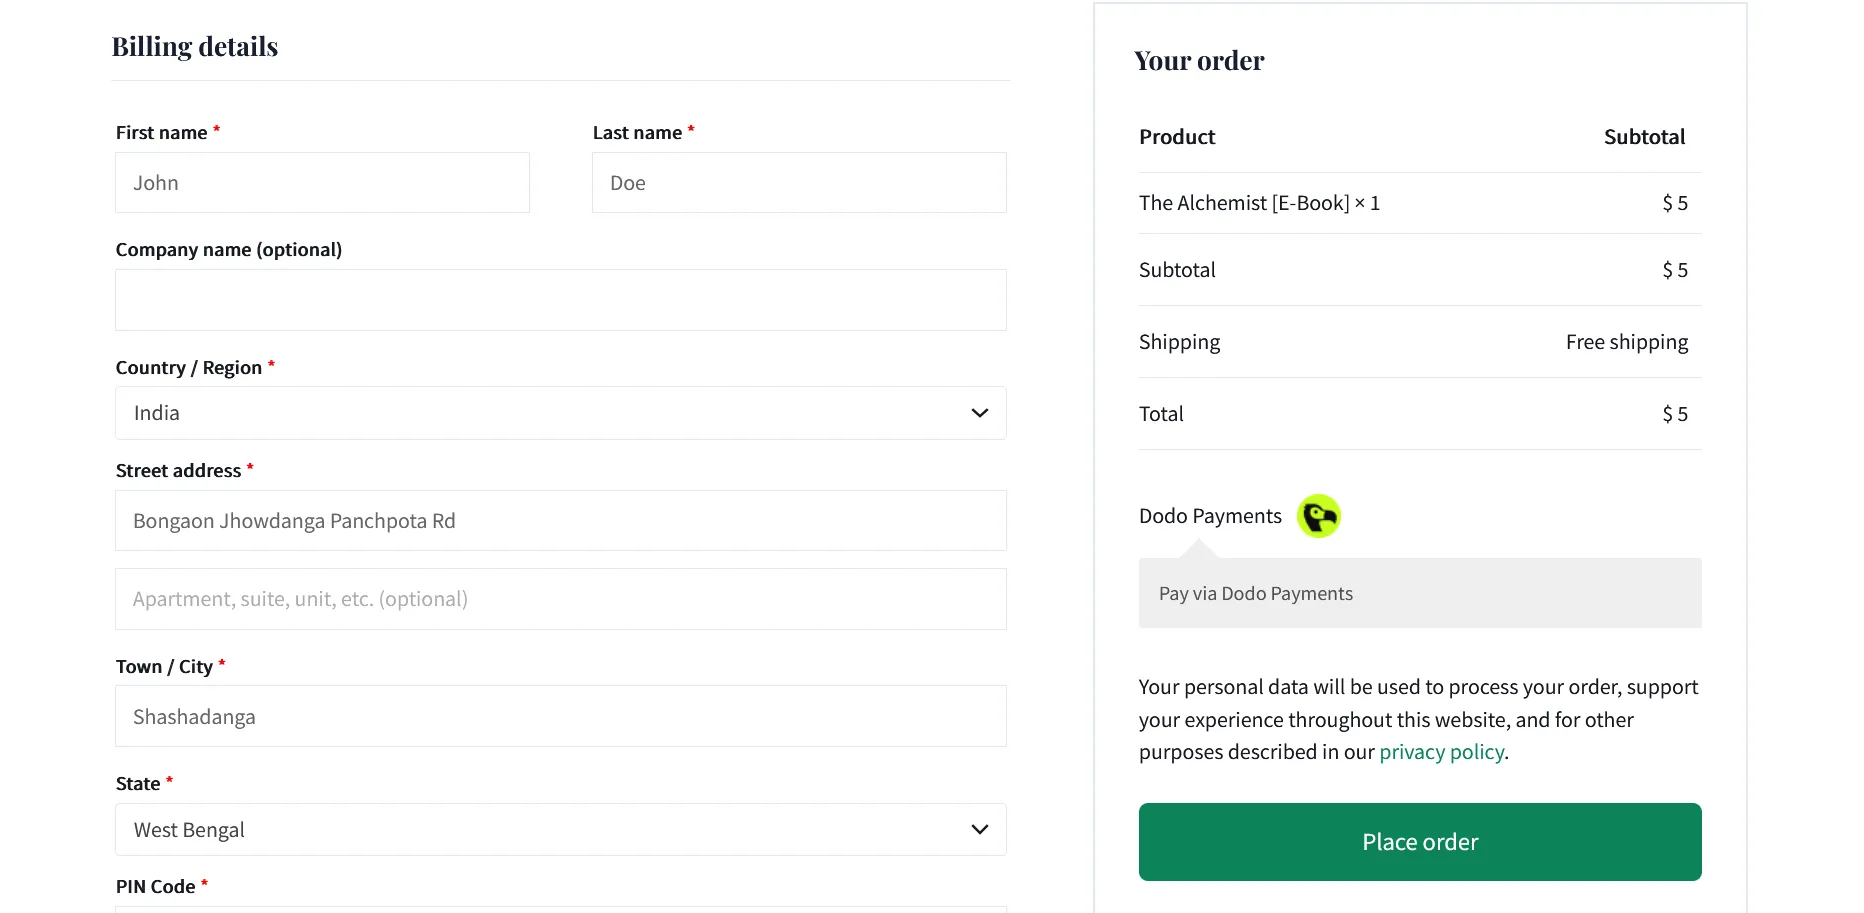 Billing details
First name *
Last name *
John
Doe
Company name (optional)
Country / Region *
India
Street address *
Bongaon Jhowdanga Panchpota Rd
Apartment, suite, unit, etc. (optional)
Town / City *
Shashadanga
State *
West Bengal
PIN Code *
Your order
Product Subtotal
The Alchemist [E-Book] × 1 $ 5
Subtotal $ 5
Shipping Free shipping
Total $ 5
Dodo Payments
Pay via Dodo Payments
Your personal data will be used to process your order, support
your experience throughout this website, and for other
purposes described in our privacy policy.
Place order